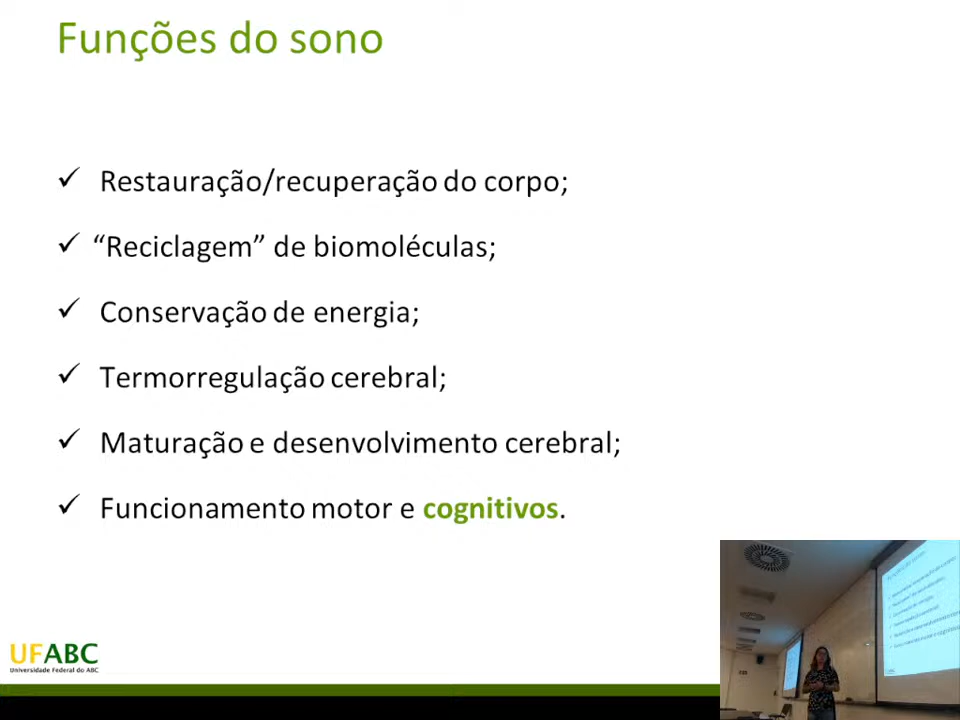 Funções do sono
✓ Restauração/recuperação do corpo;
✓ “Reciclagem” de biomoléculas;
✓ Conservação de energia;
✓ Termorregulação cerebral;
✓ Maturação e desenvolvimento cerebral;
✓ Funcionamento motor e cognitivos.
UFABC
Universidade Federal do ABC